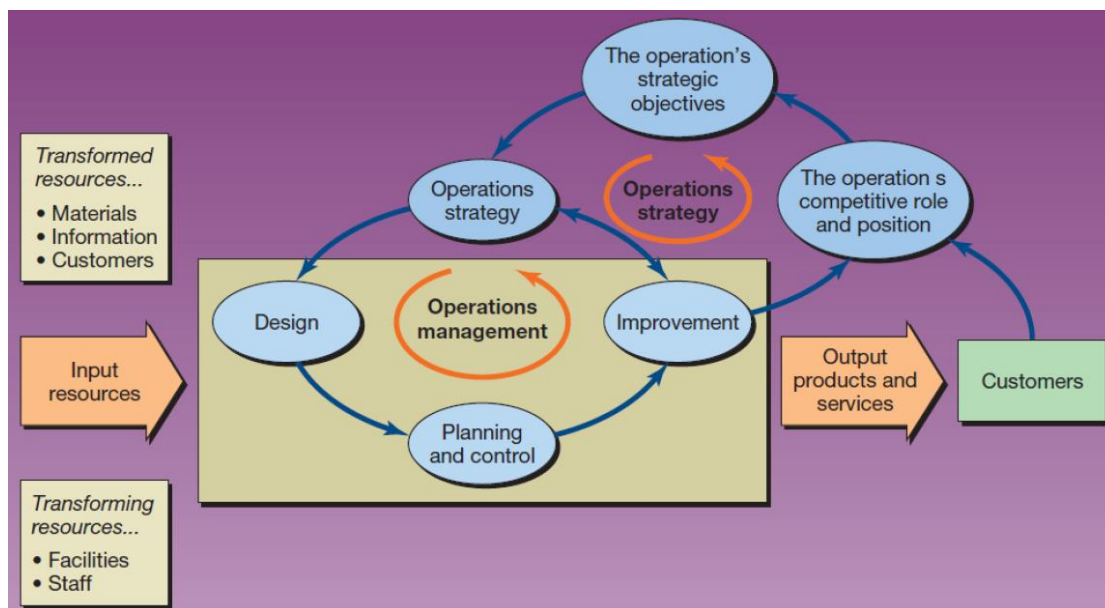 The operation's
strategic
objectives
Transformed
resources...
• Materials
• Information
• Customers
Operations
strategy
Operations
strategy
The operation s
competitive role
and position
Design
Operations
management
Improvement
Input
resources
Output
products and
services
Customers
Planning
and control
Transforming
resources...
• Facilities
• Staff